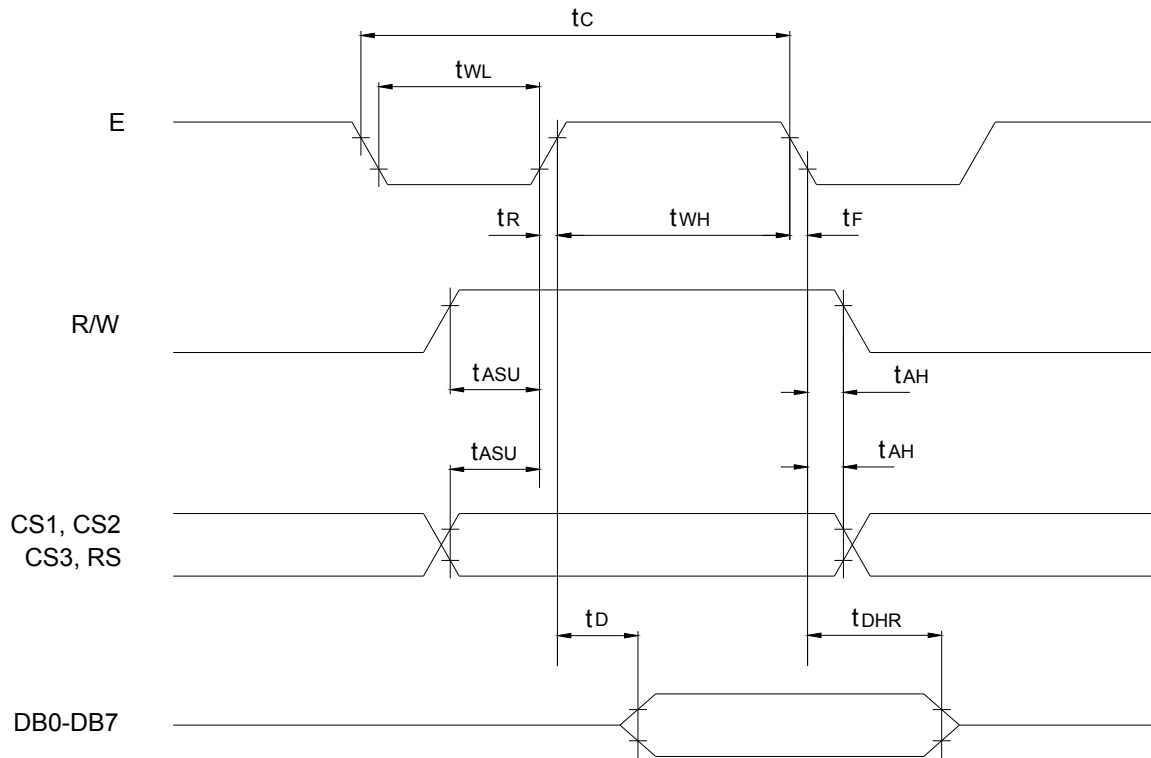 tC
tWL
E
tR
tWH
tF
R/W
tASU
tAH
tASU
tAH
CS1, CS2
CS3, RS
tD
tDHR
DB0-DB7